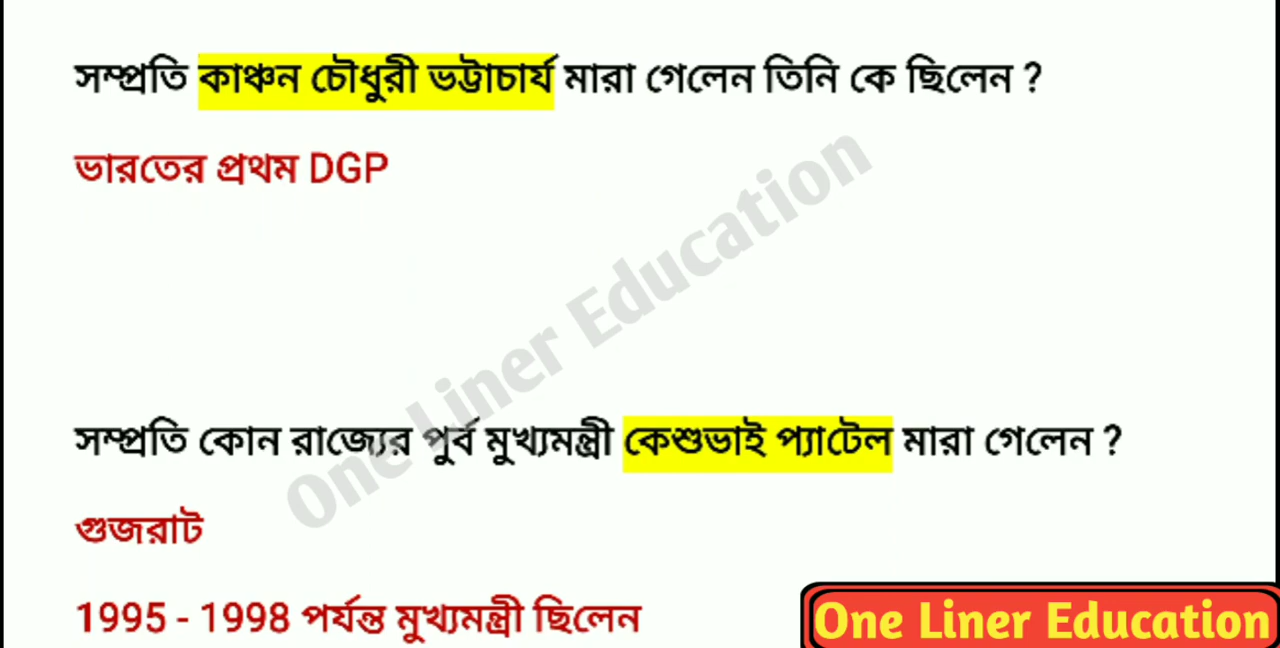 সম্প্রতি কাঞ্চন চৌধুরী ভট্টাচার্য মারা গেলেন তিনি কে ছিলেন ?
ভারতের প্রথম DGP
One Liner Education
সম্প্রতি কোন রাজ্যের পুর্ব মুখ্যমন্ত্রী কেশুভাই প্যাটেল মারা গেলেন ?
গুজরাট
1995 - 1998 পর্যন্ত মুখ্যমন্ত্রী ছিলেন
One Liner Education